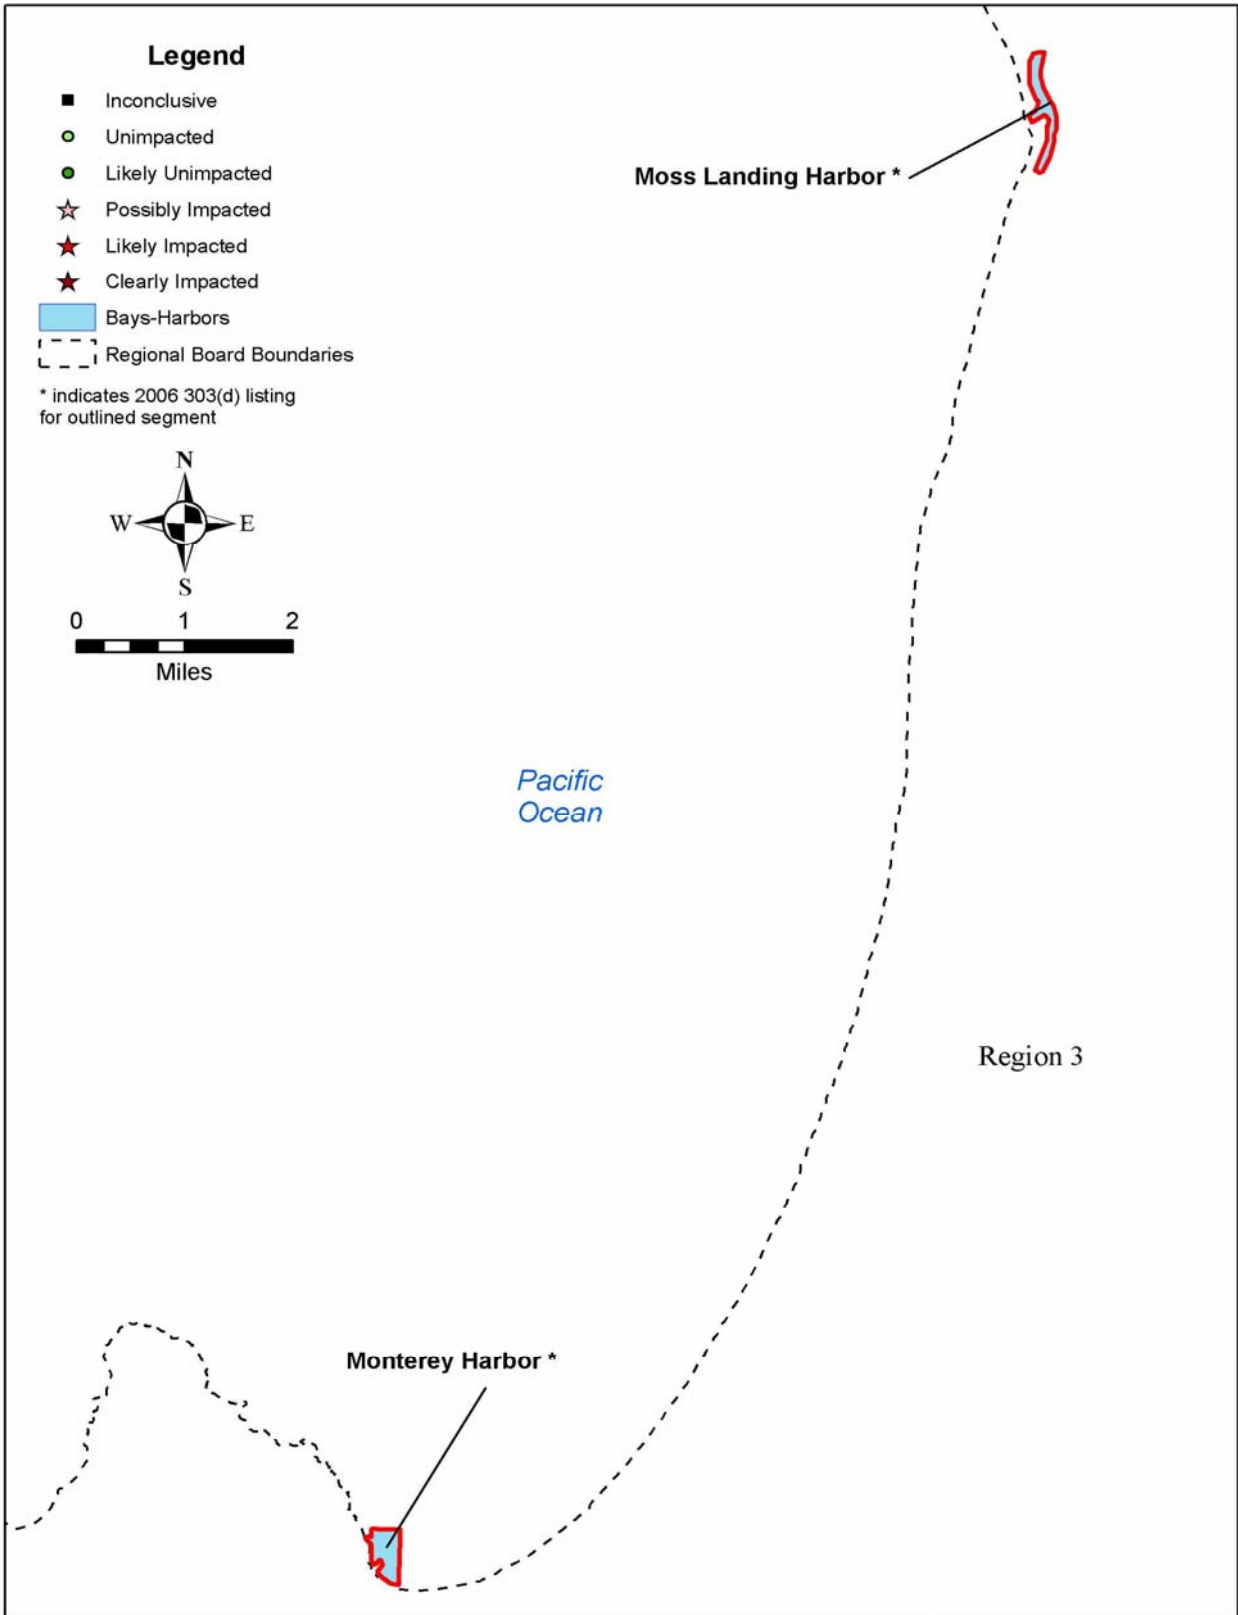 Legend
Inconclusive
Unimpacted
Likely Unimpacted
Possibly Impacted
Likely Impacted
Clearly Impacted
Bays-Harbors
Regional Board Boundaries
* indicates 2006 303(d) listing
for outlined segment
N
W E
S
0 1 2
Miles
Moss Landing Harbor *
Pacific
Ocean
Region 3
Monterey Harbor *